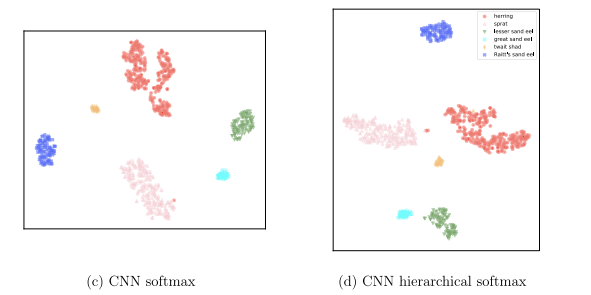 herring
sprat
lesser sand eel
great sand eel
twait shad
Raitt's sand eel
(c) CNN softmax
(d) CNN hierarchical softmax